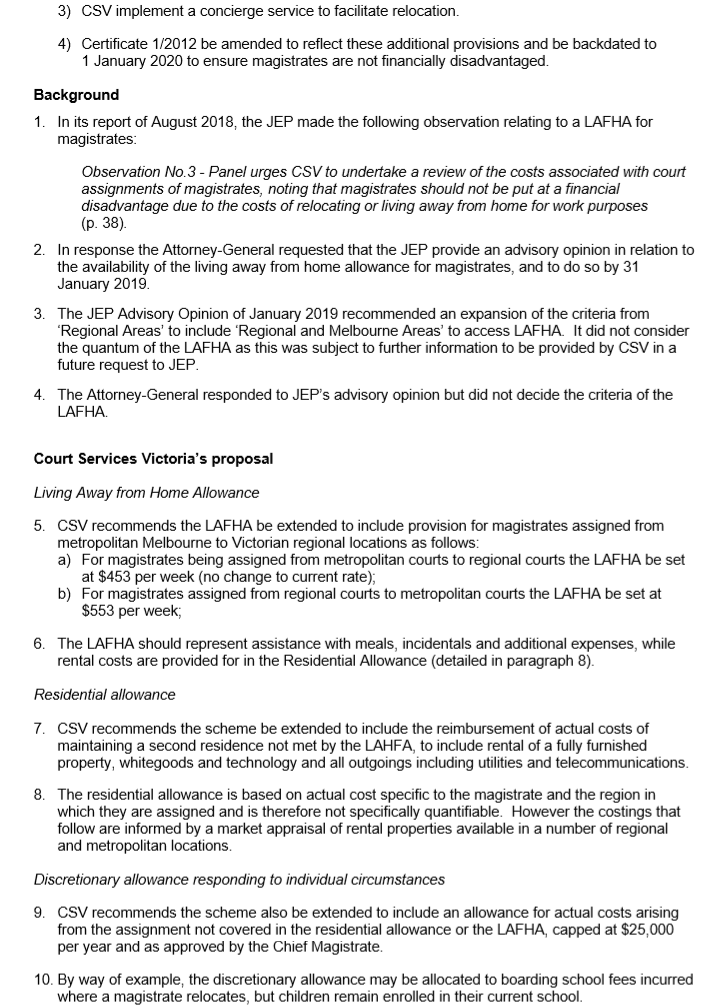 3) CSV implement a concierge service to facilitate relocation.
4) Certificate 1/2012 be amended to reflect these additional provisions and be backdated to
1 January 2020 to ensure magistrates are not financially disadvantaged.
Background
1. In its report of August 2018, the JEP made the following observation relating to a LAFHA for
magistrates:
Observation No.3 - Panel urges CSV to undertake a review of the costs associated with court
assignments of magistrates, noting that magistrates should not be put at a financial
disadvantage due to the costs of relocating or living away from home for work purposes
(p. 38).
2. In response the Attorney-General requested that the JEP provide an advisory opinion in relation to
the availability of the living away from home allowance for magistrates, and to do so by 31
January 2019.
3. The JEP Advisory Opinion of January 2019 recommended an expansion of the criteria from
‘Regional Areas’ to include ‘Regional and Melbourne Areas’ to access LAFHA. It did not consider
the quantum of the LAFHA as this was subject to further information to be provided by CSV in a
future request to JEP.
4. The Attorney-General responded to JEP’s advisory opinion but did not decide the criteria of the
LAFHA.
Court Services Victoria’s proposal
Living Away from Home Allowance
5. CSV recommends the LAFHA be extended to include provision for magistrates assigned from
metropolitan Melbourne to Victorian regional locations as follows:
a) For magistrates being assigned from metropolitan courts to regional courts the LAFHA be set
at $453 per week (no change to current rate);
b) For magistrates assigned from regional courts to metropolitan courts the LAFHA be set at
$553 per week;
6. The LAFHA should represent assistance with meals, incidentals and additional expenses, while
rental costs are provided for in the Residential Allowance (detailed in paragraph 8).
Residential allowance
7. CSV recommends the scheme be extended to include the reimbursement of actual costs of
maintaining a second residence not met by the LAHFA, to include rental of a fully furnished
property, whitegoods and technology and all outgoings including utilities and telecommunications.
8. The residential allowance is based on actual cost specific to the magistrate and the region in
which they are assigned and is therefore not specifically quantifiable. However the costings that
follow are informed by a market appraisal of rental properties available in a number of regional
and metropolitan locations.
Discretionary allowance responding to individual circumstances
9. CSV recommends the scheme also be extended to include an allowance for actual costs arising
from the assignment not covered in the residential allowance or the LAFHA, capped at $25,000
per year and as approved by the Chief Magistrate.
10. By way of example, the discretionary allowance may be allocated to boarding school fees incurred
where a magistrate relocates, but children remain enrolled in their current school.